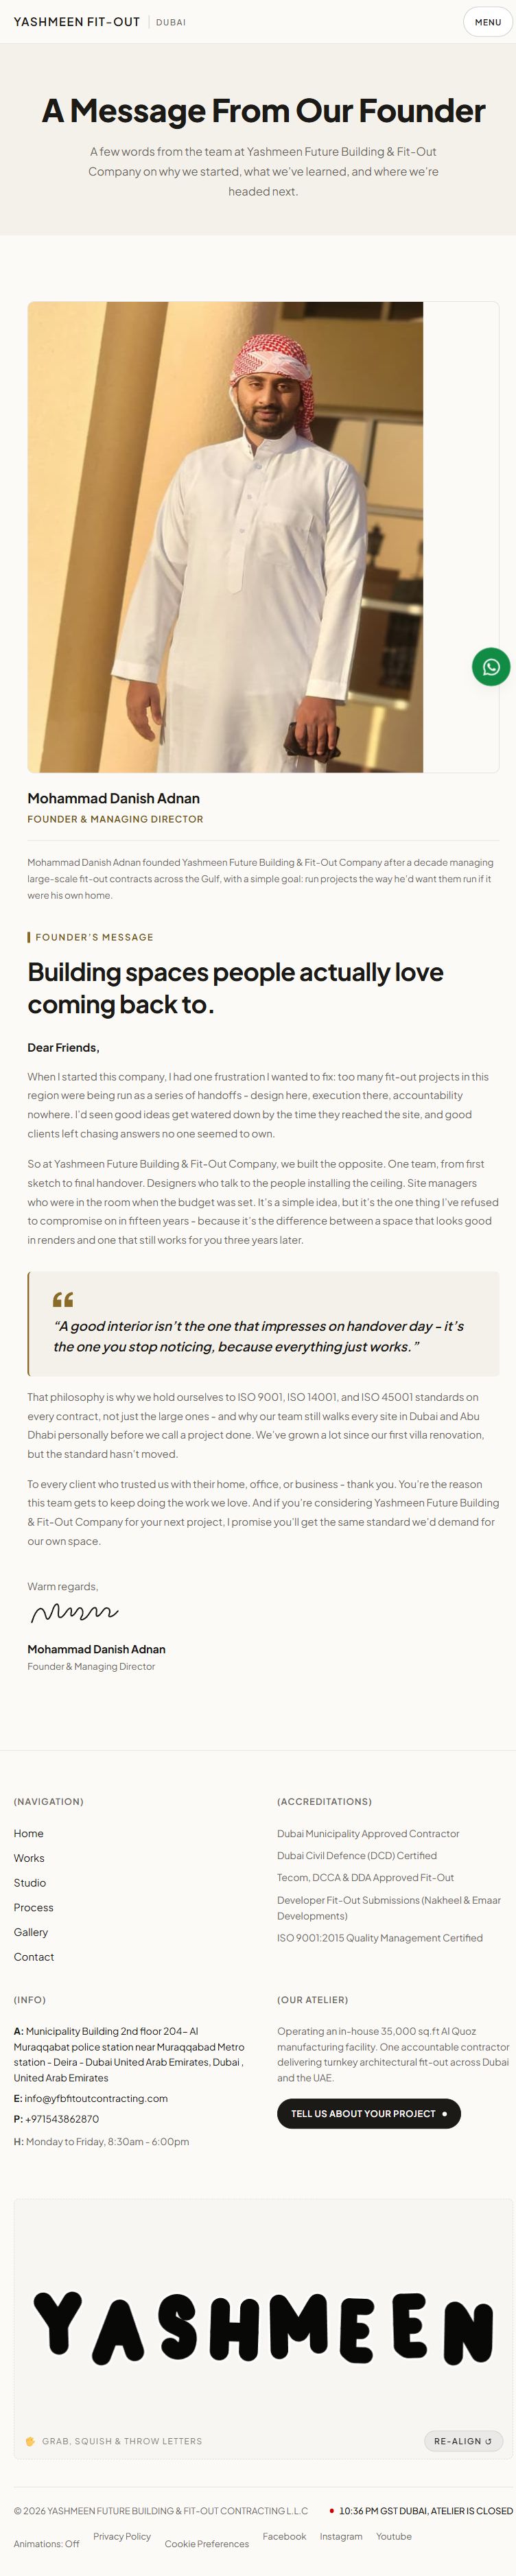 YASHMEEN FIT-OUT
DUBAI
MENU
A Message From Our Founder
A few words from the team at Yashmeen Future Building & Fit-Out
Company on why we started, what we've learned, and where we're
headed next.
Mohammad Danish Adnan
FOUNDER & MANAGING DIRECTOR
Mohammad Danish Adnan founded Yashmeen Future Building & Fit-Out Company after a decade managing
large-scale fit-out contracts across the Gulf, with a simple goal: run projects the way he'd want them run if it
were his own home.
FOUNDER'S MESSAGE
Building spaces people actually love
coming back to.
Dear Friends,
When I started this company, I had one frustration I wanted to fix: too many fit-out projects in this
region were being run as a series of handoffs - design here, execution there, accountability
nowhere. I'd seen good ideas get watered down by the time they reached the site, and good
clients left chasing answers no one seemed to own.
So at Yashmeen Future Building & Fit-Out Company, we built the opposite. One team, from first
sketch to final handover. Designers who talk to the people installing the ceiling. Site managers
who were in the room when the budget was set. It's a simple idea, but it's the one thing I've refused
to compromise on in fifteen years - because it's the difference between a space that looks good
in renders and one that still works for you three years later.
“A good interior isn't the one that impresses on handover day - it's
the one you stop noticing, because everything just works.”
That philosophy is why we hold ourselves to ISO 9001, ISO 14001, and ISO 45001 standards on
every contract, not just the large ones - and why our team still walks every site in Dubai and Abu
Dhabi personally before we call a project done. We've grown a lot since our first villa renovation,
but the standard hasn't moved.
To every client who trusted us with their home, office, or business - thank you. You're the reason
this team gets to keep doing the work we love. And if you're considering Yashmeen Future Building
& Fit-Out Company for your next project, I promise you'll get the same standard we'd demand for
our own space.
Warm regards,
Mohammad Danish Adnan
Founder & Managing Director
(NAVIGATION)
Home
Works
Studio
Process
Gallery
Contact
(ACCREDITATIONS)
Dubai Municipality Approved Contractor
Dubai Civil Defence (DCD) Certified
Tecom, DCCA & DDA Approved Fit-Out
Developer Fit-Out Submissions (Nakheel & Emaar
Developments)
ISO 9001:2015 Quality Management Certified
(INFO)
A: Municipality Building 2nd floor 204– Al
Muraqqabat police station near Muraqqabad Metro
station - Deira - Dubai United Arab Emirates, Dubai ,
United Arab Emirates
E: info@yfbfitoutcontracting.com
P: +971543862870
H: Monday to Friday, 8:30am - 6:00pm
(OUR ATELIER)
Operating an in-house 35,000 sq.ft Al Quoz
manufacturing facility. One accountable contractor
delivering turnkey architectural fit-out across Dubai
and the UAE.
TELL US ABOUT YOUR PROJECT
YASHMEEN
GRAB, SQUISH & THROW LETTERS
RE-ALIGN ↺
© 2026 YASHMEEN FUTURE BUILDING & FIT-OUT CONTRACTING L.L.C
10:36 PM GST DUBAI, ATELIER IS CLOSED
Animations: Off
Privacy Policy
Cookie Preferences
Facebook
Instagram
Youtube